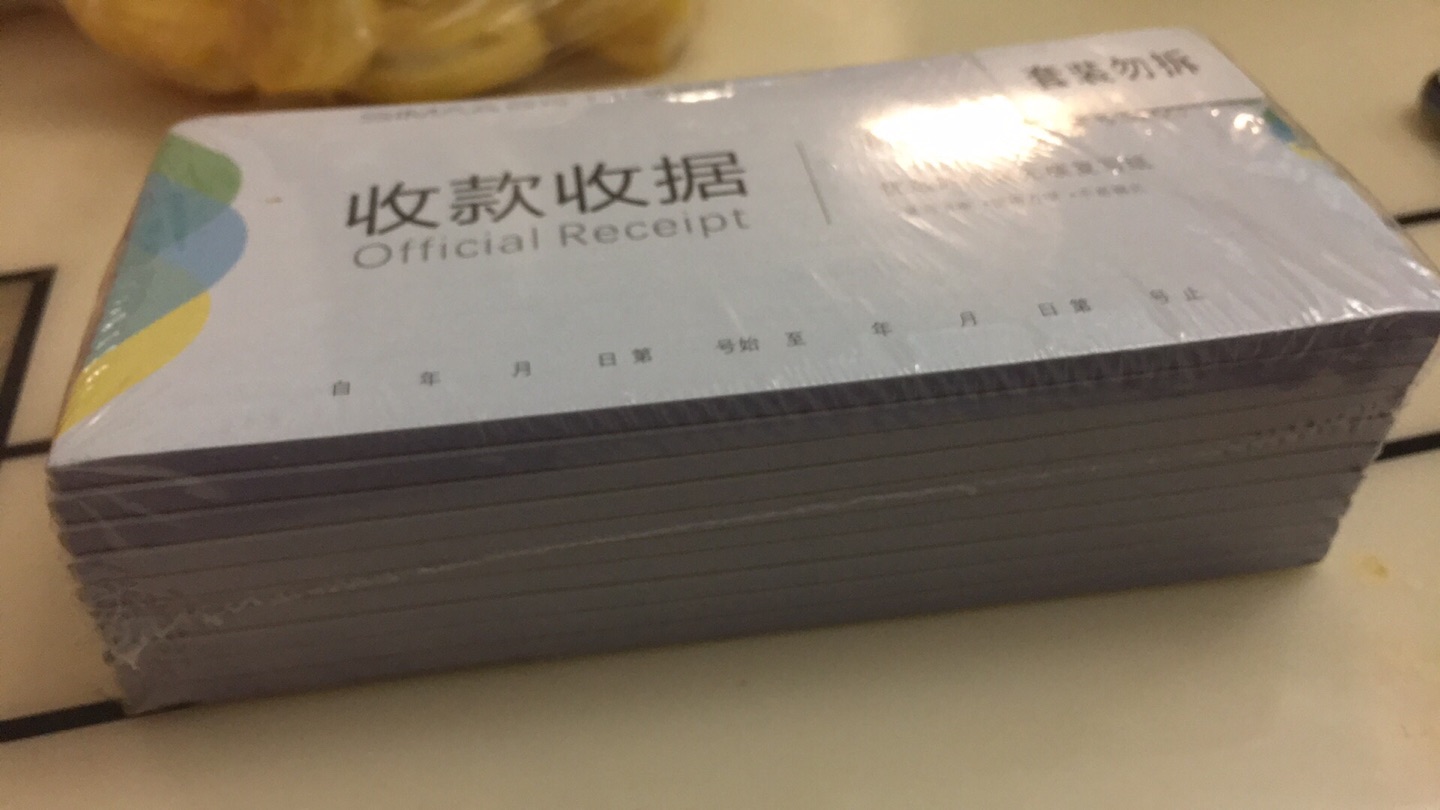 套装勿拆
收款收据
Official Receipt
自 年 月 日 第 号始 至 年 月 日 第 号 止